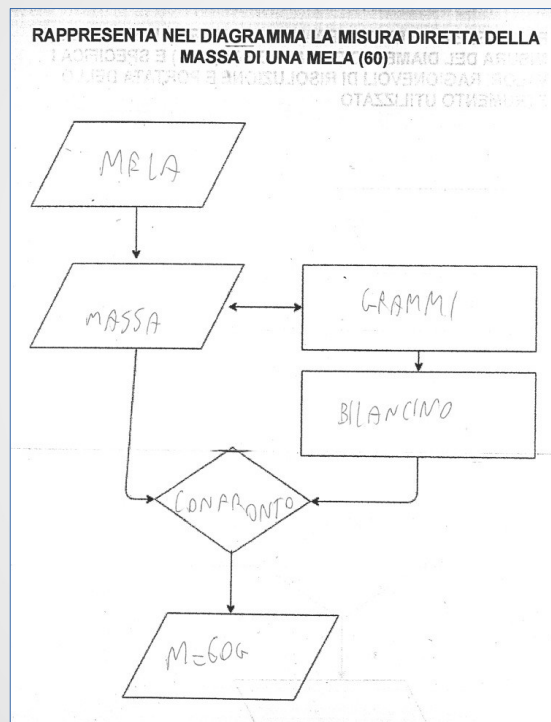 RAPPRESENTA NEL DIAGRAMMA LA MISURA DIRETTA DELLA
MASSA DI UNA MELA (60)
MELA
MASSA
GRAMMI
BILANCINO
CONFRONTO
M=60G